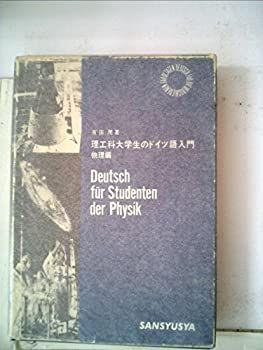 理工科大学生のドイツ語入門
物理編
Deutsch
für Studenten
der Physik
SANSYUSYA